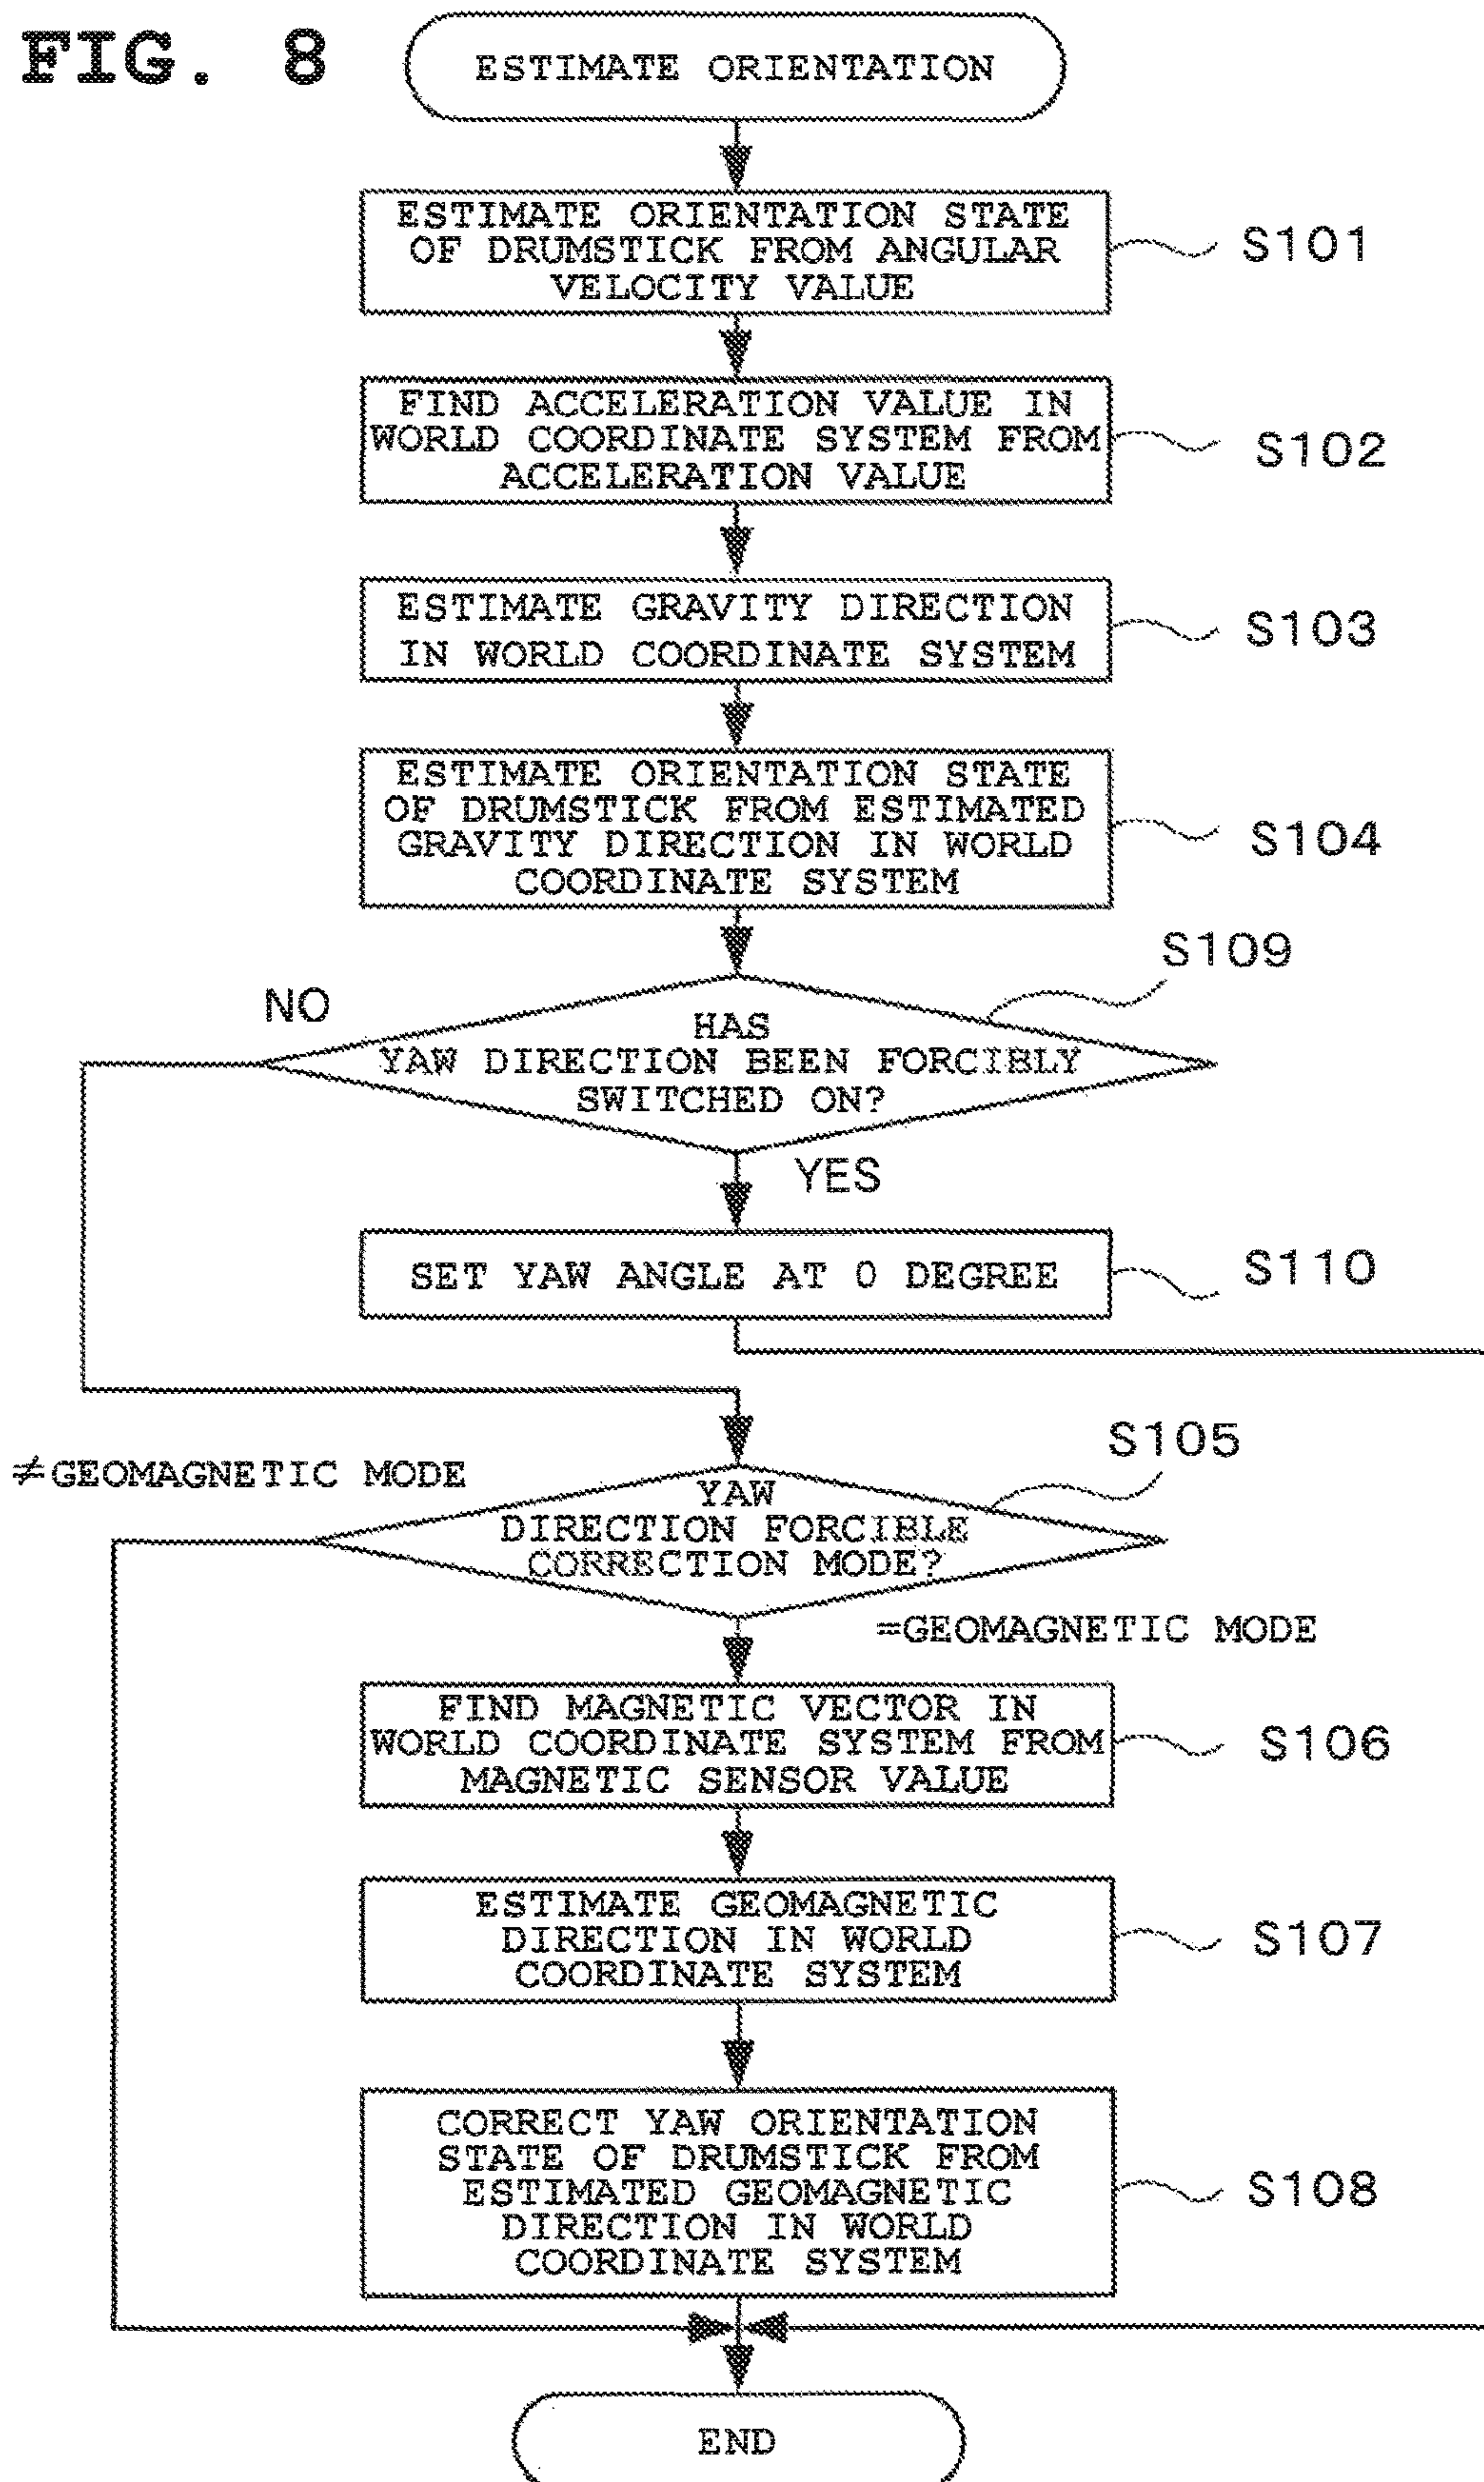 FIG. 8
ESTIMATE ORIENTATION
ESTIMATE ORIENTATION STATE
OF DRUMSTICK FROM ANGULAR
VELOCITY VALUE
S101
FIND ACCELERATION VALUE IN
WORLD COORDINATE SYSTEM FROM
ACCELERATION VALUE
S102
ESTIMATE GRAVITY DIRECTION
IN WORLD COORDINATE SYSTEM
S103
ESTIMATE ORIENTATION STATE
OF DRUMSTICK FROM ESTIMATED
GRAVITY DIRECTION IN WORLD
COORDINATE SYSTEM
S104
S109
NO
HAS
YAW DIRECTION BEEN FORCIBLY
SWITCHED ON?
YES
SET YAW ANGLE AT 0 DEGREE
S110
S105
≠GEOMAGNETIC MODE
YAW
DIRECTION FORCIBLE
CORRECTION MODE?
=GEOMAGNETIC MODE
FIND MAGNETIC VECTOR IN
WORLD COORDINATE SYSTEM FROM
MAGNETIC SENSOR VALUE
S106
ESTIMATE GEOMAGNETIC
DIRECTION IN WORLD
COORDINATE SYSTEM
S107
CORRECT YAW ORIENTATION
STATE OF DRUMSTICK FROM
ESTIMATED GEOMAGNETIC
DIRECTION IN WORLD
COORDINATE SYSTEM
S108
END